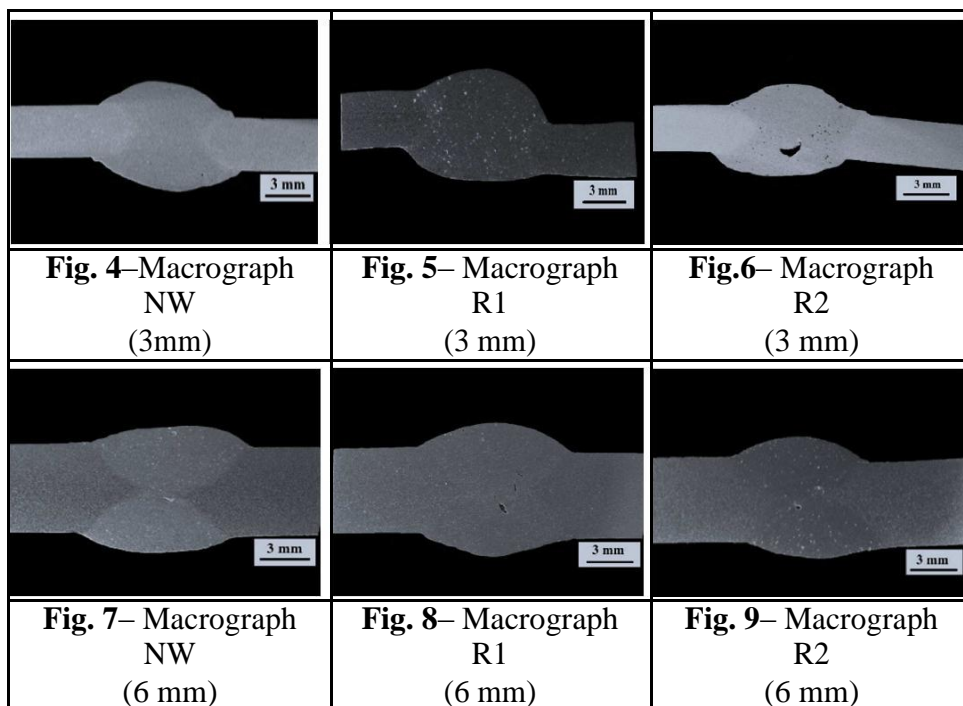 3 mm
3 mm
3 mm
Fig. 4–Macrograph
NW
(3mm)
Fig. 5– Macrograph
R1
(3 mm)
Fig.6– Macrograph
R2
(3 mm)
3 mm
3 mm
3 mm
Fig. 7– Macrograph
NW
(6 mm)
Fig. 8– Macrograph
R1
(6 mm)
Fig. 9– Macrograph
R2
(6 mm)